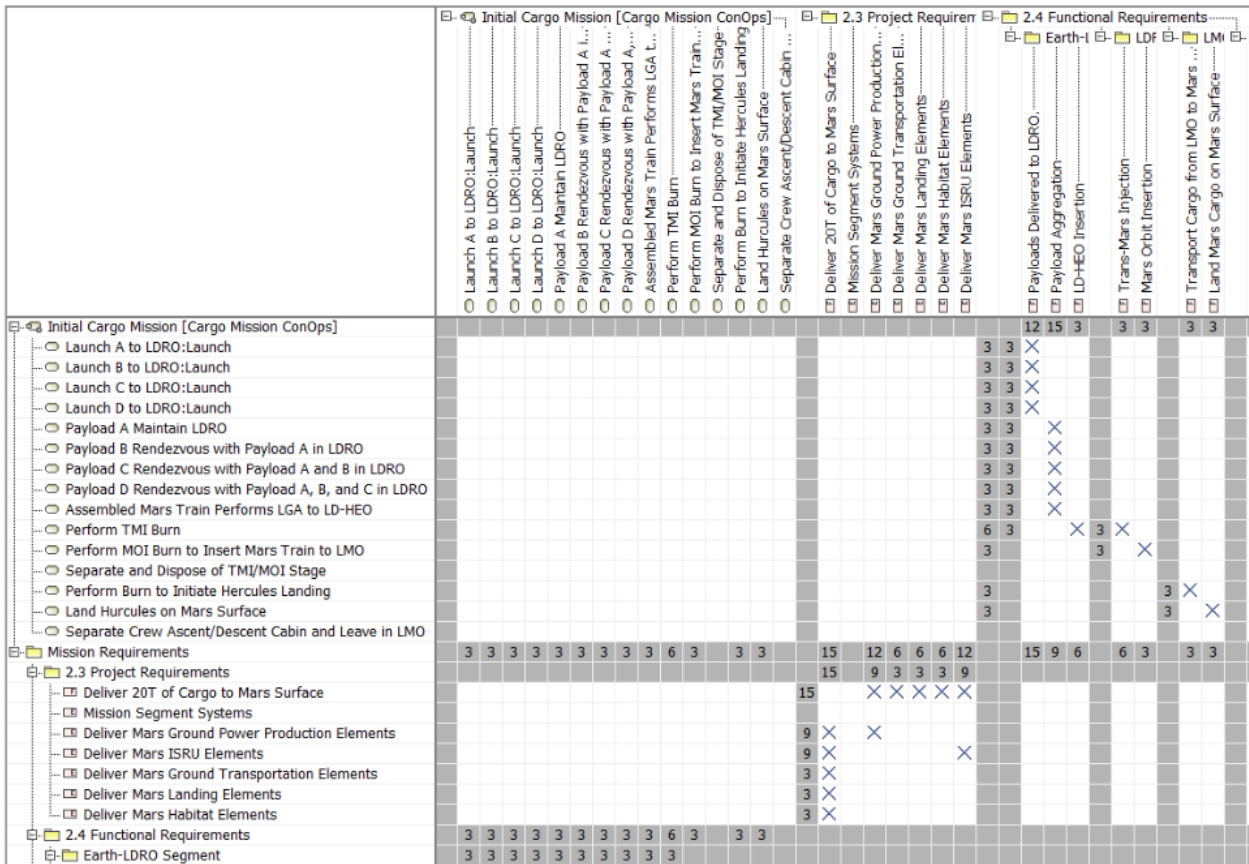 Initial Cargo Mission [Cargo Mission ConOps] 2.3 Project Requirem 2.4 Functional Requirements
Earth-L LDF LM
Launch A to LDRO:Launch
Launch B to LDRO:Launch
Launch C to LDRO:Launch
Launch D to LDRO:Launch
Payload A Maintain LDRO
Payload B Rendezvous with Payload A i...
Payload C Rendezvous with Payload A ...
Payload D Rendezvous with Payload A,...
Assembled Mars Train Performs LGA t...
Perform TMI Burn
Perform MOI Burn to Insert Mars Train...
Separate and Dispose of TMI/MOI Stage
Perform Burn to Initiate Hercules Landing
Land Hurcules on Mars Surface
Separate Crew Ascent/Descent Cabin ...
Deliver 20T of Cargo to Mars Surface
Mission Segment Systems
Deliver Mars Ground Power Production...
Deliver Mars Ground Transportation El...
Deliver Mars Landing Elements
Deliver Mars Habitat Elements
Deliver Mars ISRU Elements
Payloads Delivered to LDRO.
Payload Aggregation
LD-HEO Insertion
Trans-Mars Injection
Mars Orbit Insertion
Transport Cargo from LMO to Mars ...
Land Mars Cargo on Mars Surface
Initial Cargo Mission [Cargo Mission ConOps] 12 15 3 3 3 3 3
Launch A to LDRO:Launch 3 3
Launch B to LDRO:Launch 3 3
Launch C to LDRO:Launch 3 3
Launch D to LDRO:Launch 3 3
Payload A Maintain LDRO 3 3
Payload B Rendezvous with Payload A in LDRO 3 3
Payload C Rendezvous with Payload A and B in LDRO 3 3
Payload D Rendezvous with Payload A, B, and C in LDRO 3 3
Assembled Mars Train Performs LGA to LD-HEO 3 3
Perform TMI Burn 6 3 3
Perform MOI Burn to Insert Mars Train to LMO 3 3
Separate and Dispose of TMI/MOI Stage
Perform Burn to Initiate Hercules Landing 3 3
Land Hurcules on Mars Surface 3 3
Separate Crew Ascent/Descent Cabin and Leave in LMO
Mission Requirements 3 3 3 3 3 3 3 3 3 6 3 3 3 15 12 6 6 6 12 15 9 6 6 3 3 3
2.3 Project Requirements 15 9 3 3 3 9
Deliver 20T of Cargo to Mars Surface 15
Mission Segment Systems
Deliver Mars Ground Power Production Elements 9
Deliver Mars ISRU Elements 9
Deliver Mars Ground Transportation Elements 3
Deliver Mars Landing Elements 3
Deliver Mars Habitat Elements 3
2.4 Functional Requirements 3 3 3 3 3 3 3 3 3 6 3 3 3
Earth-LDRO Segment 3 3 3 3 3 3 3 3 3 3